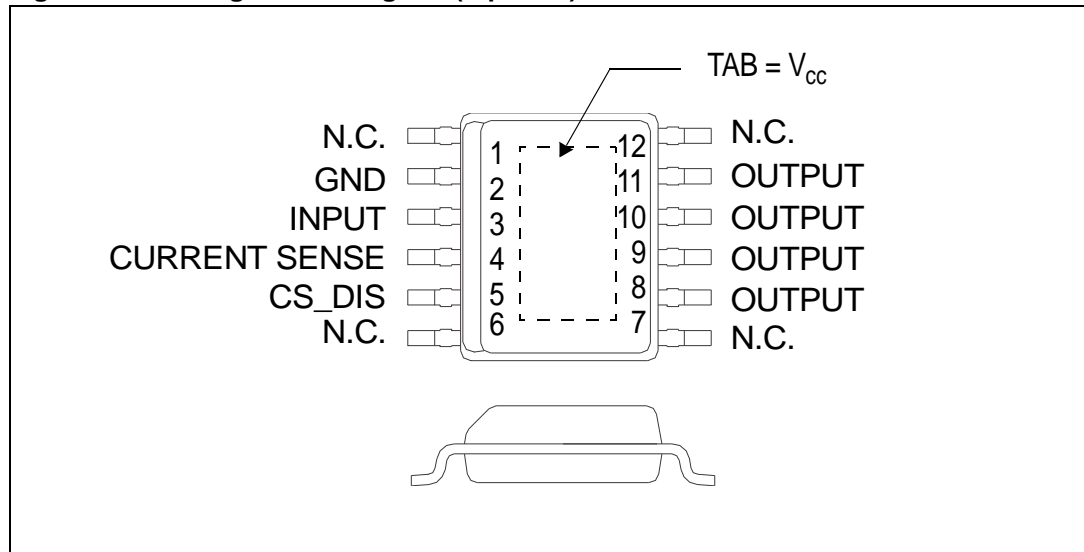 TAB = Vcc
N.C. 1 12 N.C.
GND 2 11 OUTPUT
INPUT 3 10 OUTPUT
CURRENT SENSE 4 9 OUTPUT
CS_DIS 5 8 OUTPUT
N.C. 6 7 N.C.